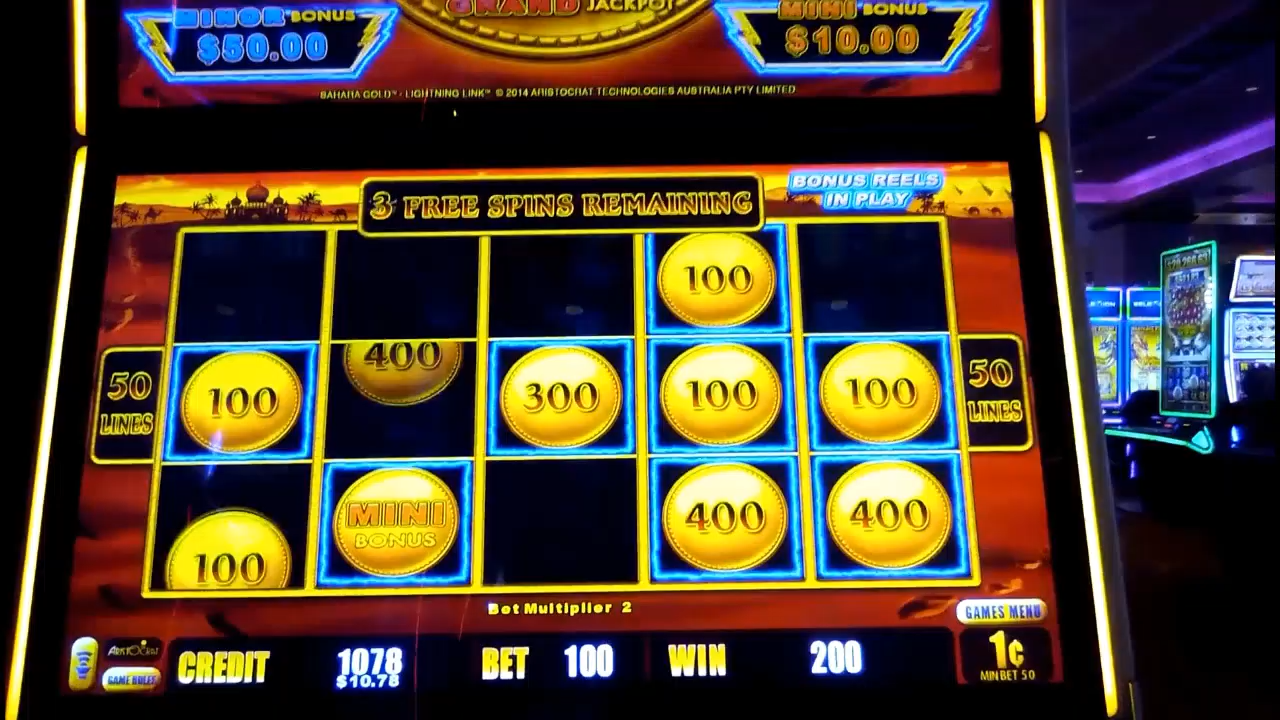 GRAND JACKPOT
MINOR BONUS
$50.00
MINI BONUS
$10.00
SAHARA GOLD™ - LIGHTNING LINK™ © 2014 ARISTOCRAT TECHNOLOGIES AUSTRALIA PTY LIMITED
3 FREE SPINS REMAINING
BONUS REELS
IN PLAY
100
50
LINES
100
400
300
100
100
50
LINES
100
MINI
BONUS
400
400
Bet Multiplier 2
GAMES MENU
ARISTOCRAT
GAME RULES
CREDIT
1078
$10.78
BET 100
WIN 200
1¢
MIN BET 50